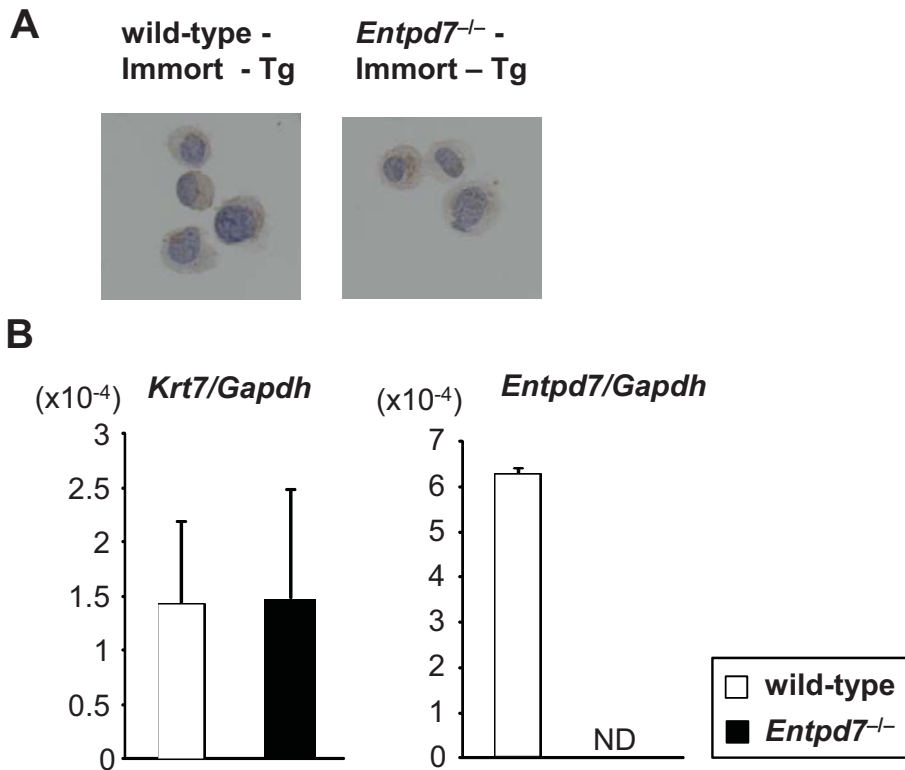 A
wild-type -
Immort - Tg
Entpd7–/– -
Immort – Tg
B
(x10-4)
Krt7/Gapdh
3
2.5
2
1.5
1
0.5
0
(x10-4)
Entpd7/Gapdh
7
6
5
4
3
2
1
0
ND
wild-type
Entpd7–/–